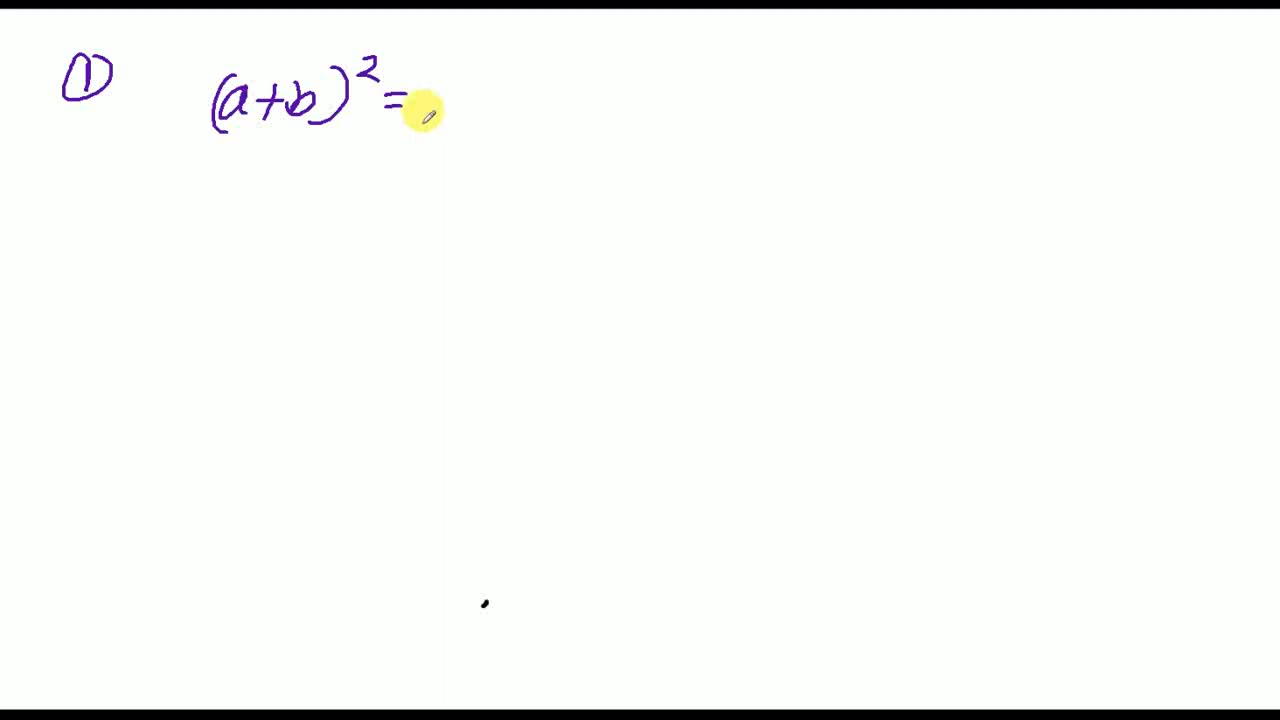 ① (a+b)²=